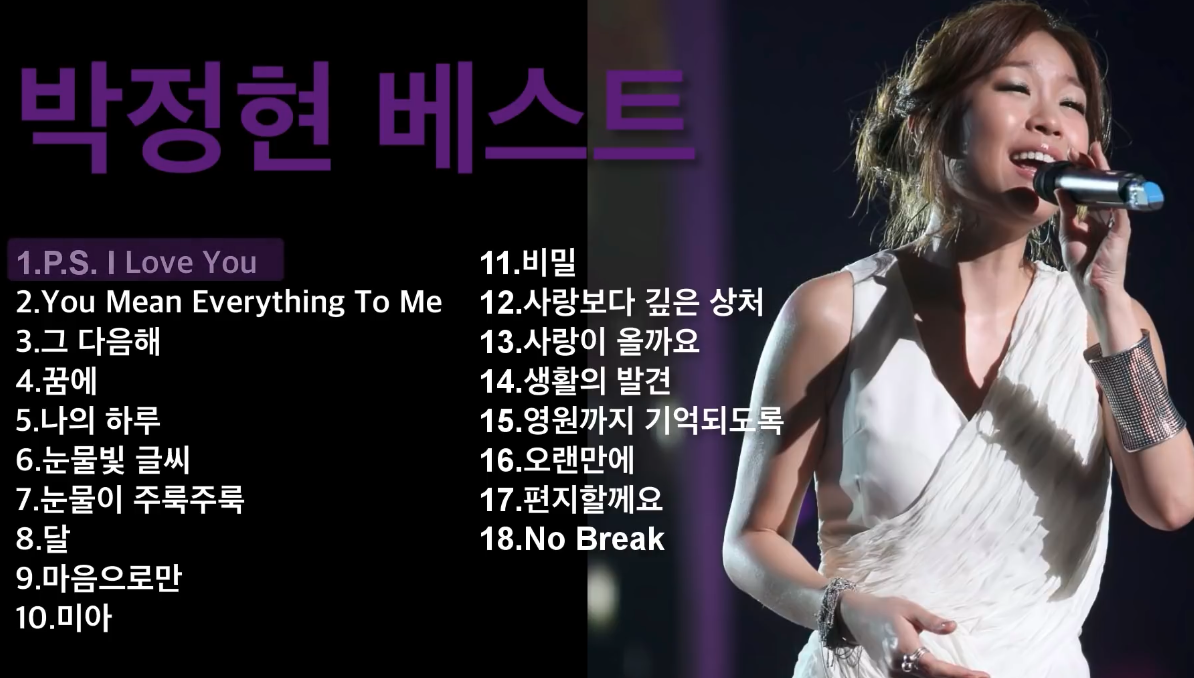 박정현 베스트
1.P.S. I Love You
2.You Mean Everything To Me
3.그 다음해
4.꿈에
5.나의 하루
6.눈물빛 글씨
7.눈물이 주룩주룩
8.달
9.마음으로만
10.미아
11.비밀
12.사랑보다 깊은 상처
13.사랑이 올까요
14.생활의 발견
15.영원까지 기억되도록
16.오랜만에
17.편지할께요
18.No Break